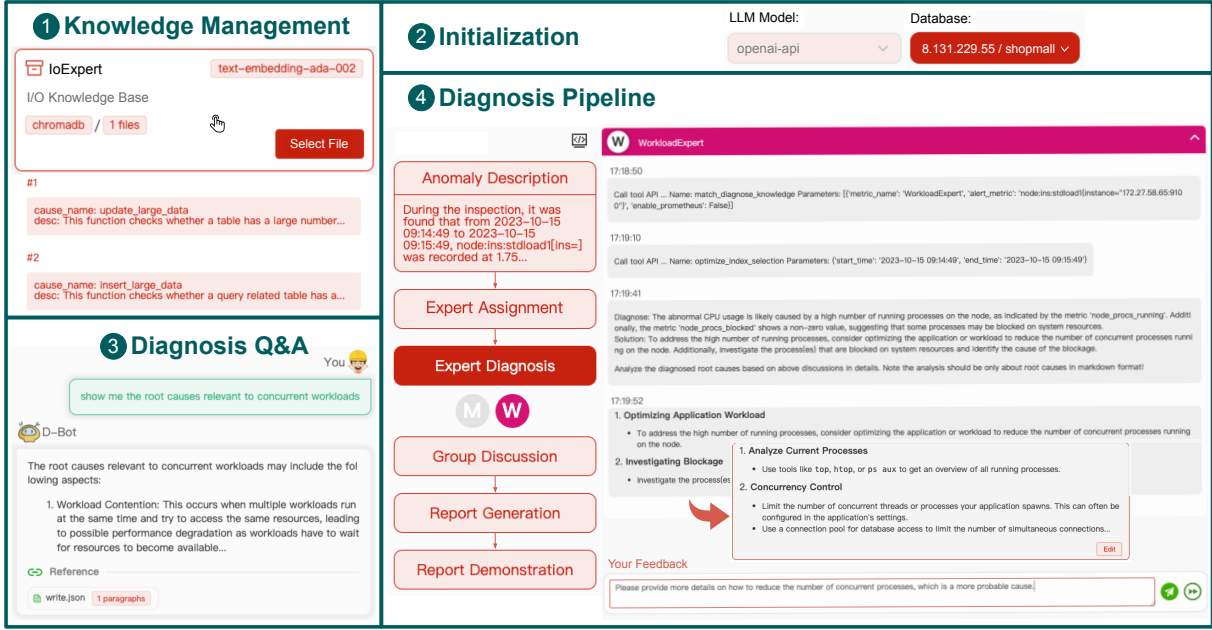 1 Knowledge Management
IoExpert
text-embedding-ada-002
I/O Knowledge Base
chromadb / 1 files
Select File
#1
cause_name: update_large_data
desc: This function checks whether a table has a large number...
#2
cause_name: insert_large_data
desc: This function checks whether a query related table has a...
2 Initialization
LLM Model:
openai-api
Database:
8.131.229.55 / shopmall
3 Diagnosis Q&A
You
show me the root causes relevant to concurrent workloads
D-Bot
The root causes relevant to concurrent workloads may include the fol
lowing aspects:
1. Workload Contention: This occurs when multiple workloads run
at the same time and try to access the same resources, leading
to possible performance degradation as workloads have to wait
for resources to become available...
Reference
write.json 1 paragraphs
4 Diagnosis Pipeline
Anomaly Description
During the inspection, it was
found that from 2023-10-15
09:14:49 to 2023-10-15
09:15:49, node:ins:stdload1[ins=]
was recorded at 1.75...
Expert Assignment
Expert Diagnosis
M W
Group Discussion
Report Generation
Report Demonstration
W WorkloadExpert
17:18:50
Call tool API ... Name: match_diagnose_knowledge Parameters: [{'metric_name': 'WorkloadExpert', 'alert_metric': 'node:ins:stdload1{instance="172.27.58.65:910
0"}', 'enable_prometheus': False}]
17:19:10
Call tool API ... Name: optimize_index_selection Parameters: {'start_time': '2023-10-15 09:14:49', 'end_time': '2023-10-15 09:15:49'}
17:19:41
Diagnose: The abnormal CPU usage is likely caused by a high number of running processes on the node, as indicated by the metric 'node_procs_running'. Additi
onally, the metric 'node_procs_blocked' shows a non-zero value, suggesting that some processes may be blocked on system resources.
Solution: To address the high number of running processes, consider optimizing the application or workload to reduce the number of concurrent processes runni
ng on the node. Additionally, investigate the process(es) that are blocked on system resources and identify the cause of the blockage.
Analyze the diagnosed root causes based on above discussions in details. Note the analysis should be only about root causes in markdown format!
17:19:52
1. Optimizing Application Workload
• To address the high number of running processes, consider optimizing the application or workload to reduce the number of concurrent processes running
on the node.
2. Investigating Blockage
• Investigate the process(es
1. Analyze Current Processes
• Use tools like top, htop, or ps aux to get an overview of all running processes.
2. Concurrency Control
• Limit the number of concurrent threads or processes your application spawns. This can often be
configured in the application's settings.
• Use a connection pool for database access to limit the number of simultaneous connections...
Edit
Your Feedback
Please provide more details on how to reduce the number of concurrent processes, which is a more probable cause.